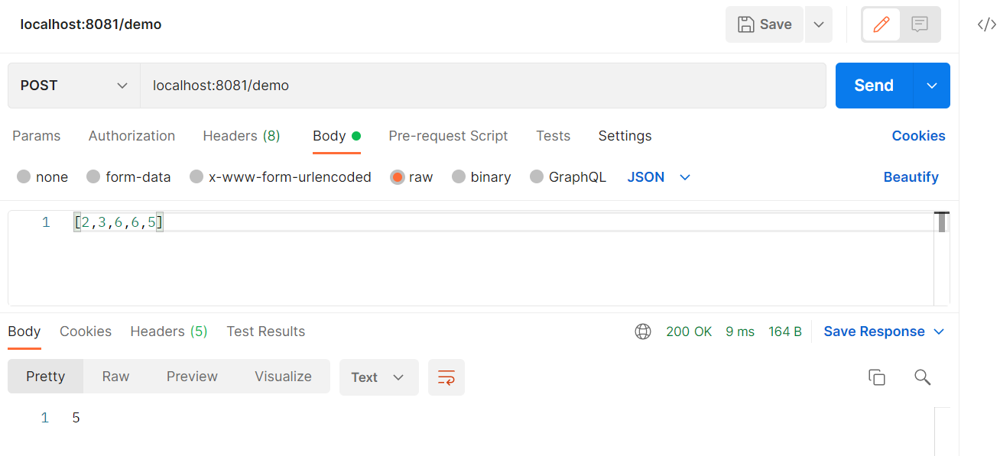 localhost:8081/demo
Save
POST
localhost:8081/demo
Send
Params Authorization Headers (8) Body Pre-request Script Tests Settings Cookies
none form-data x-www-form-urlencoded raw binary GraphQL JSON Beautify
1 [2,3,6,6,5]
Body Cookies Headers (5) Test Results 200 OK 9 ms 164 B Save Response
Pretty Raw Preview Visualize Text
1 5